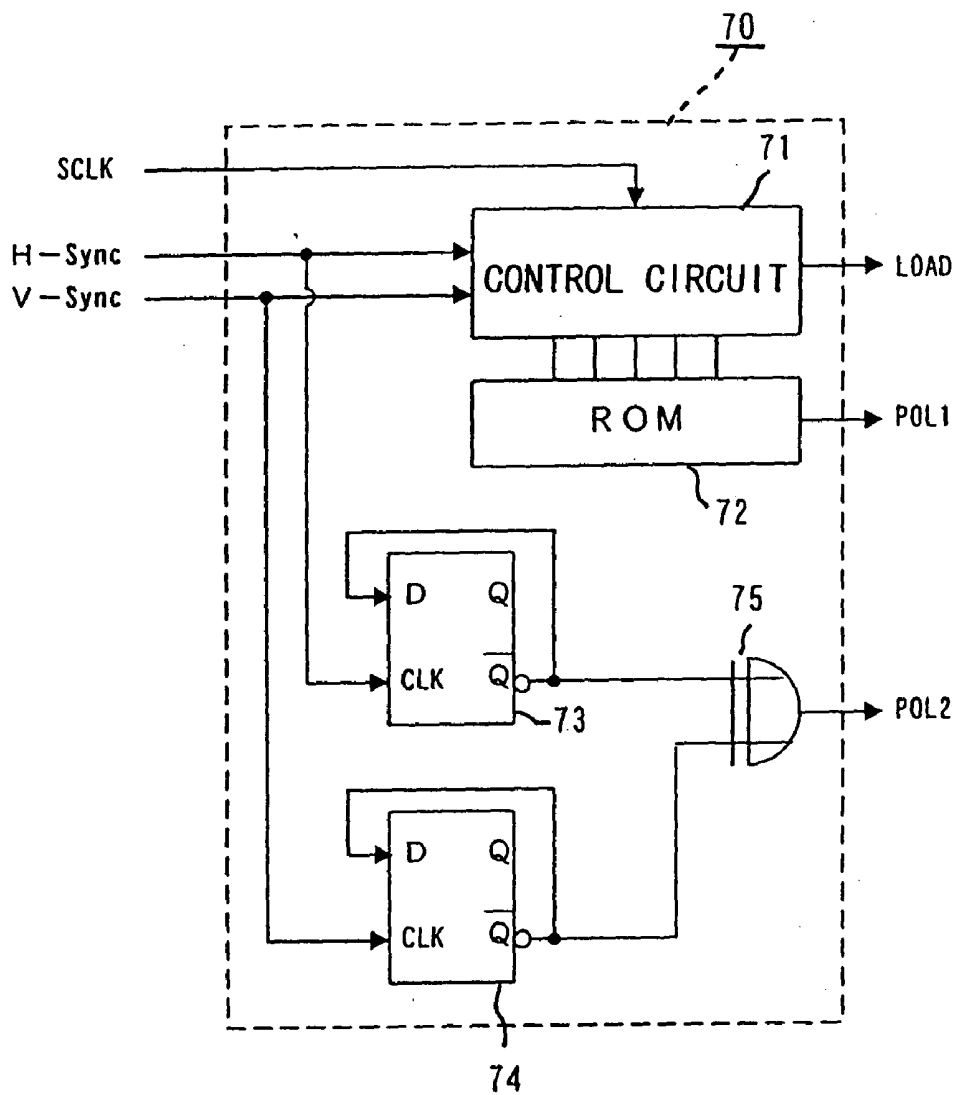 70
SCLK
71
H-Sync
CONTROL CIRCUIT
LOAD
V-Sync
ROM
POL1
72
D Q
75
CLK Q̅
73
POL2
D Q
CLK Q̅
74